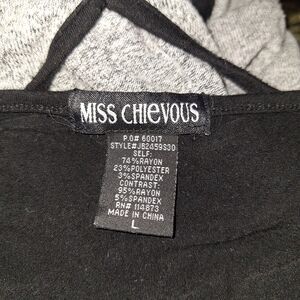 MISS CHIEVOUS
P.O# 60017
STYLE#JB2459S30
SELF:
74%RAYON
23%POLYESTER
3%SPANDEX
CONTRAST:
95%RAYON
5%SPANDEX
RN# 114873
MADE IN CHINA
L